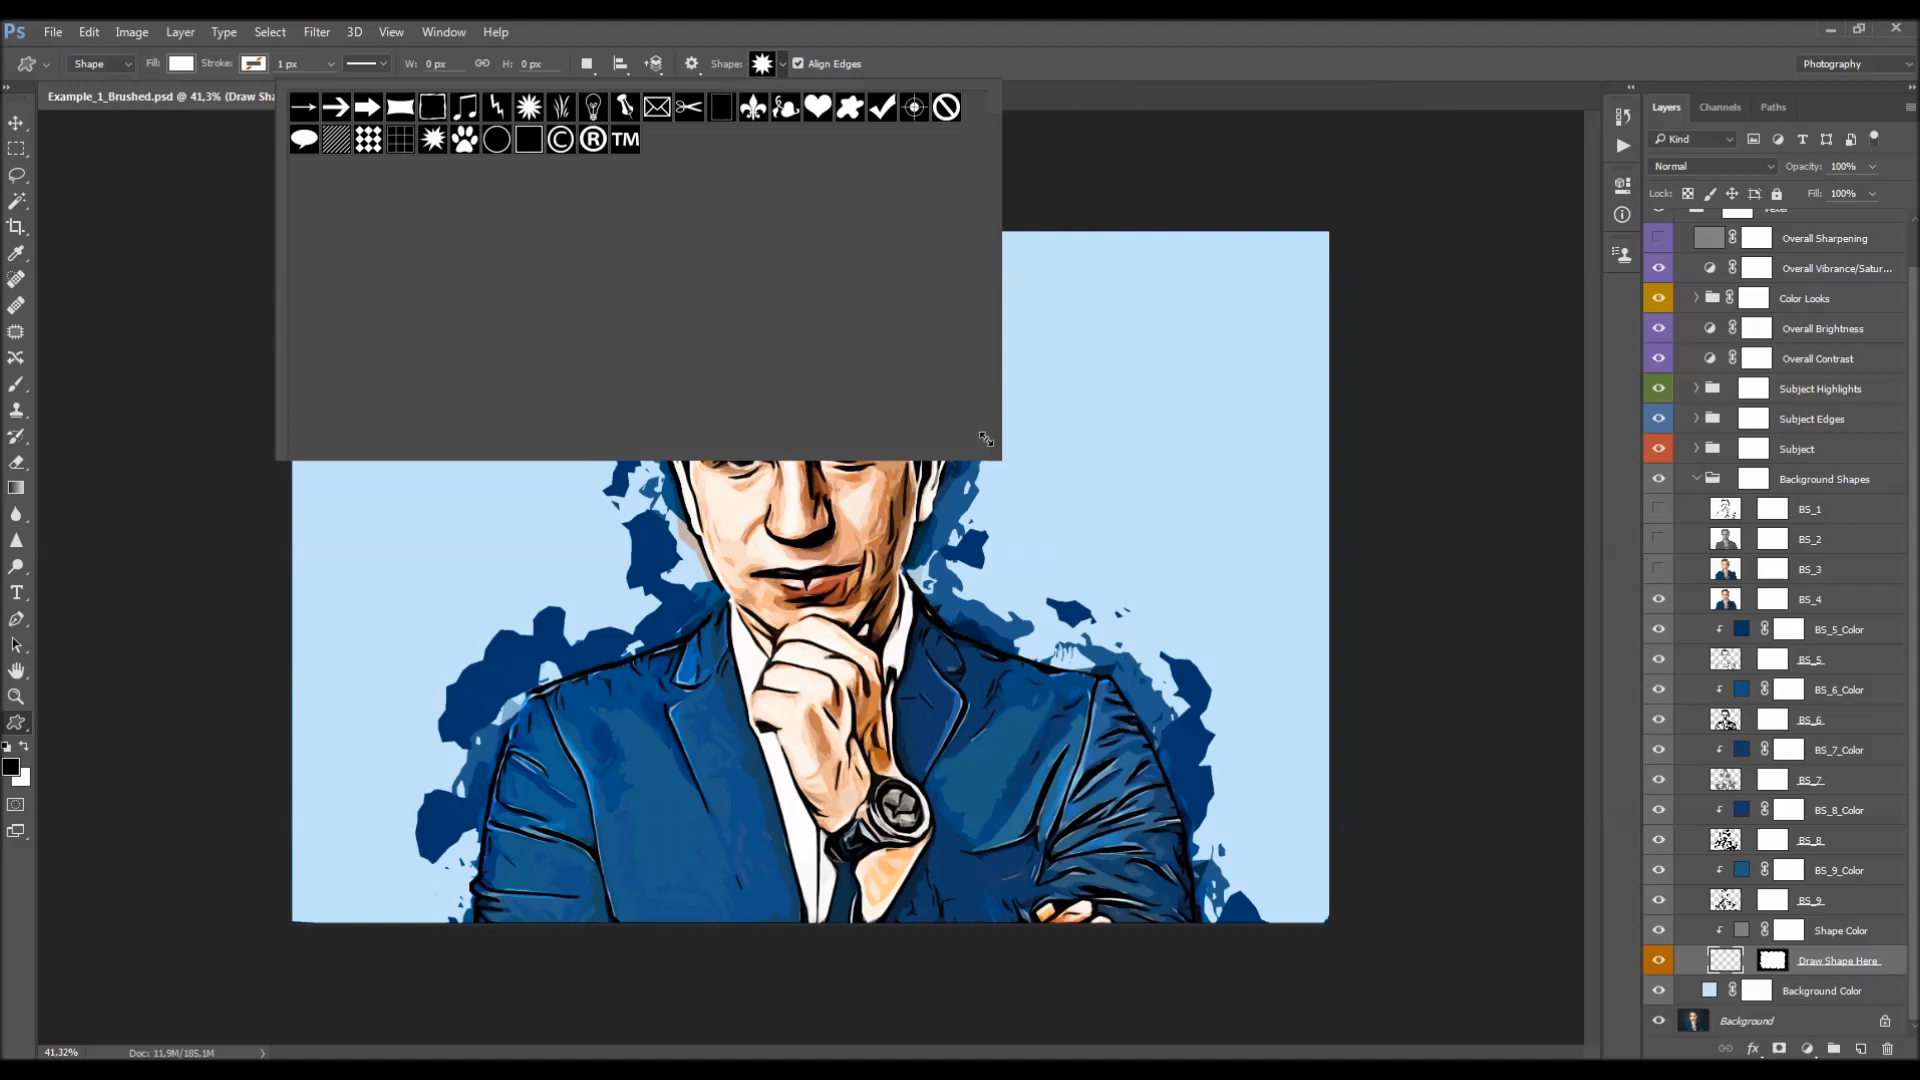 Ps File Edit Image Layer Type Select Filter 3D View Window Help
Shape Fill: Stroke: 1 px W: 0 px H: 0 px Shape: Align Edges Photography
Example_1_Brushed.psd @ 41,3% (Draw Sha
© ® TM
Layers Channels Paths
Kind
Normal Opacity: 100%
Lock: Fill: 100%
Overall Sharpening
Overall Vibrance/Satur...
Color Looks
Overall Brightness
Overall Contrast
Subject Highlights
Subject Edges
Subject
Background Shapes
BS_1
BS_2
BS_3
BS_4
BS_5_Color
BS_5
BS_6_Color
BS_6
BS_7_Color
BS_7
BS_8_Color
BS_8
BS_9_Color
BS_9
Shape Color
Draw Shape Here
Background Color
Background
41,32% Doc: 11,9M/185,1M